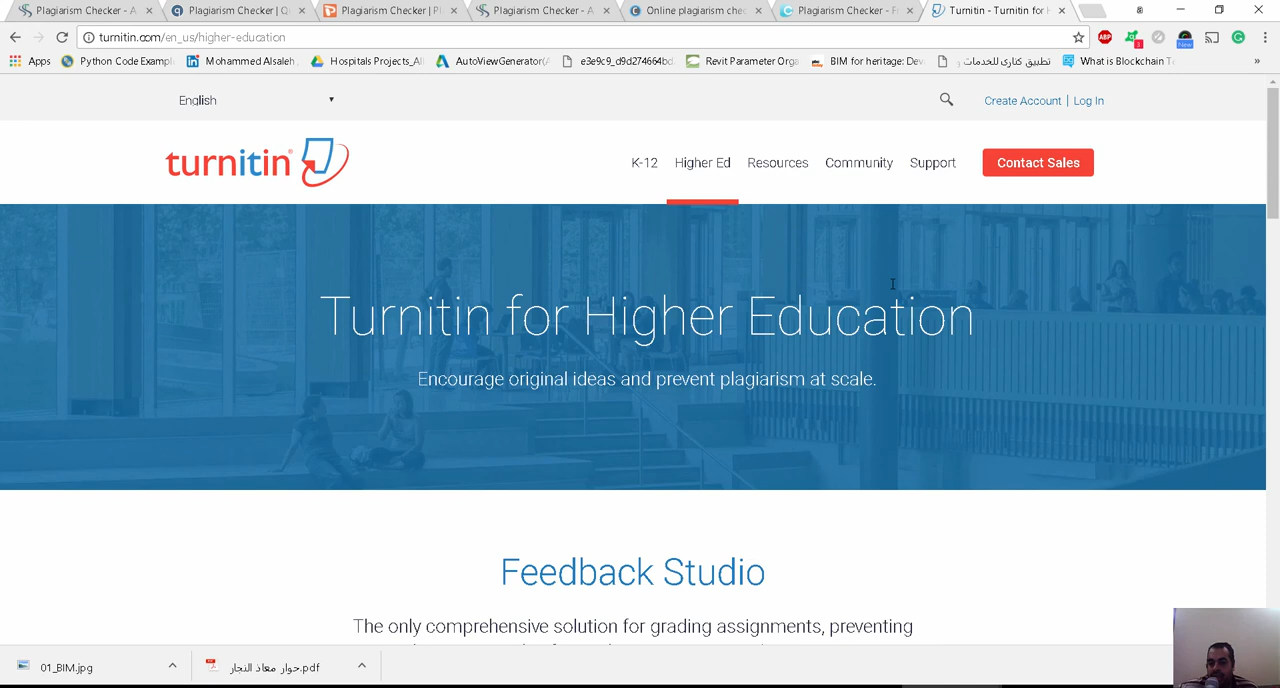 Plagiarism Checker - A
Plagiarism Checker | Q
Plagiarism Checker | P
Plagiarism Checker - A
Online plagiarism chec
Plagiarism Checker - F
Turnitin - Turnitin for H
turnitin.com/en_us/higher-education
Apps
Python Code Exampl
Mohammed Alsaleh
Hospitals Projects_Al
AutoViewGenerator(A
e3e9c9_d9d274664bd
Revit Parameter Orga
BIM for heritage: Dev
تطبيق كناري للخدمات و
What is Blockchain T
»
English
Create Account | Log In
turnitin
K-12
Higher Ed
Resources
Community
Support
Contact Sales
Turnitin for Higher Education
Encourage original ideas and prevent plagiarism at scale.
Feedback Studio
The only comprehensive solution for grading assignments, preventing
01_BIM.jpg
حوار معاذ النجار.pdf